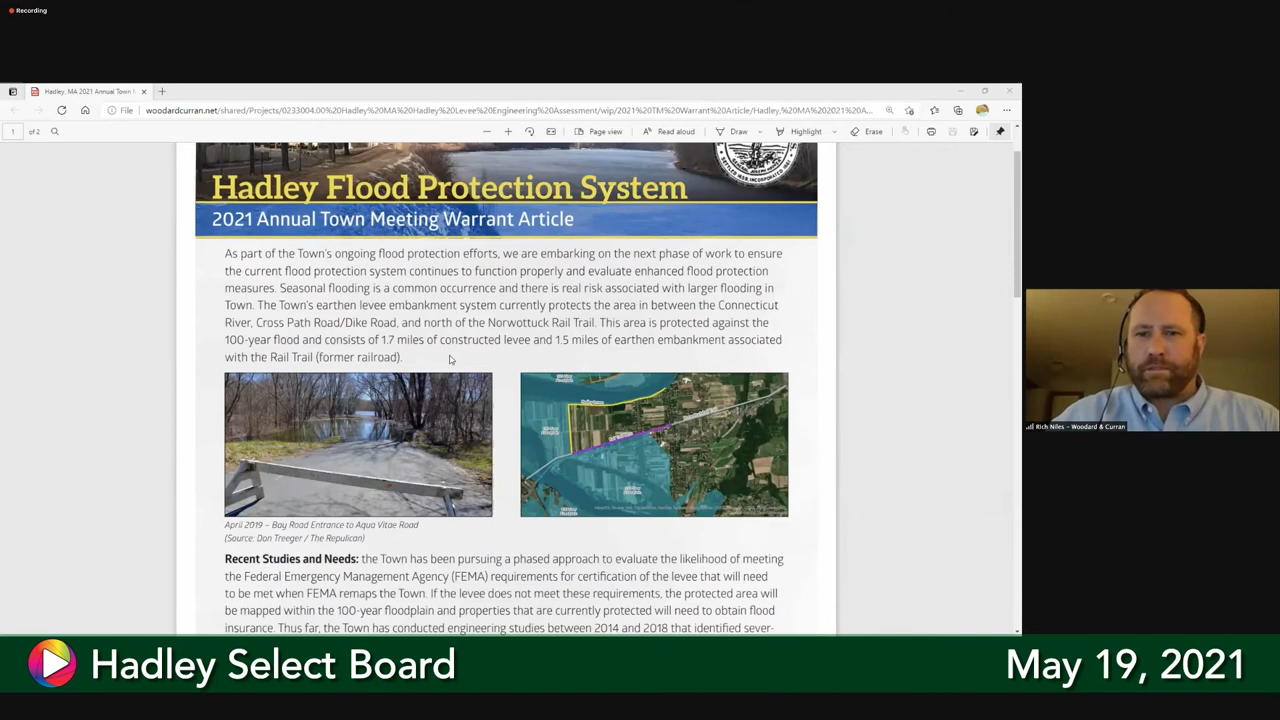 Recording
Hadley, MA 2021 Annual Town M
File
woodardcurran.net/shared/Projects/0233004.00%20Hadley%20MA%20Hadley%20Levee%20Engineering%20Assessment/wip/2021%20TM%20Warrant%20Article/Hadley,%20MA%202021%20A...
1 of 2
Page view
Read aloud
Draw
Highlight
Erase
Hadley Flood Protection System
2021 Annual Town Meeting Warrant Article
As part of the Town's ongoing flood protection efforts, we are embarking on the next phase of work to ensure
the current flood protection system continues to function properly and evaluate enhanced flood protection
measures. Seasonal flooding is a common occurrence and there is real risk associated with larger flooding in
Town. The Town's earthen levee embankment system currently protects the area in between the Connecticut
River, Cross Path Road/Dike Road, and north of the Norwottuck Rail Trail. This area is protected against the
100-year flood and consists of 1.7 miles of constructed levee and 1.5 miles of earthen embankment associated
with the Rail Trail (former railroad).
April 2019 – Bay Road Entrance to Aqua Vitae Road
(Source: Don Treeger / The Repulican)
Recent Studies and Needs: the Town has been pursuing a phased approach to evaluate the likelihood of meeting
the Federal Emergency Management Agency (FEMA) requirements for certification of the levee that will need
to be met when FEMA remaps the Town. If the levee does not meet these requirements, the protected area will
be mapped within the 100-year floodplain and properties that are currently protected will need to obtain flood
insurance. Thus far, the Town has conducted engineering studies between 2014 and 2018 that identified sever-
Rich Niles – Woodard & Curran
Hadley Select Board
May 19, 2021